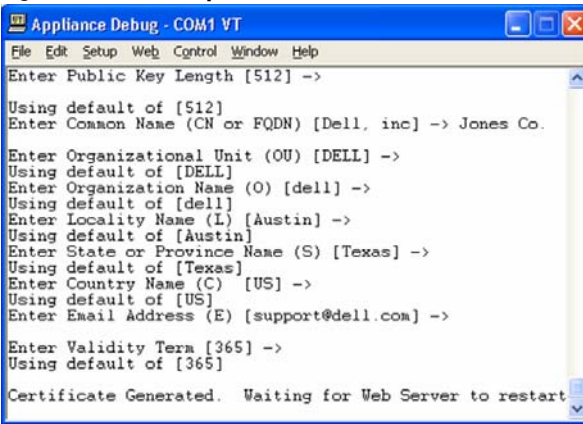 Appliance Debug - COM1 VT
File Edit Setup Web Control Window Help
Enter Public Key Length [512] ->
Using default of [512]
Enter Common Name (CN or FQDN) [Dell, inc] -> Jones Co.
Enter Organizational Unit (OU) [DELL] ->
Using default of [DELL]
Enter Organization Name (O) [dell] ->
Using default of [dell]
Enter Locality Name (L) [Austin] ->
Using default of [Austin]
Enter State or Province Name (S) [Texas] ->
Using default of [Texas]
Enter Country Name (C) [US] ->
Using default of [US]
Enter Email Address (E) [support@dell.com] ->
Enter Validity Term [365] ->
Using default of [365]
Certificate Generated. Waiting for Web Server to restart